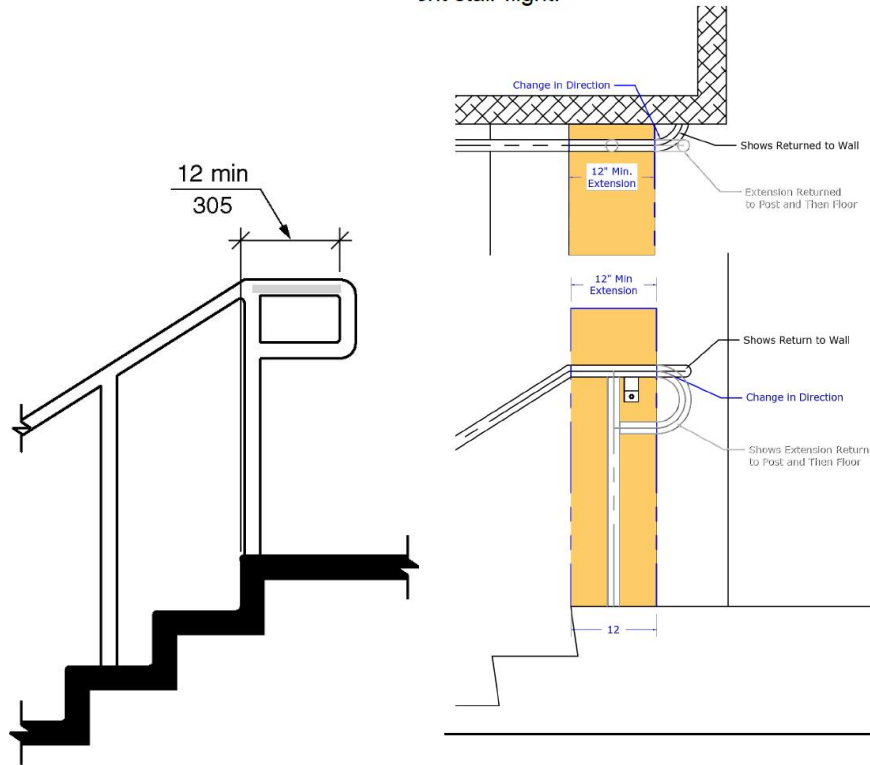 stair flight.
12 min
305
Change in Direction
12" Min.
Extension
Shows Returned to Wall
Extension Returned
to Post and Then Floor
12" Min
Extension
Shows Return to Wall
Change in Direction
Shows Extension Return
to Post and Then Floor
12